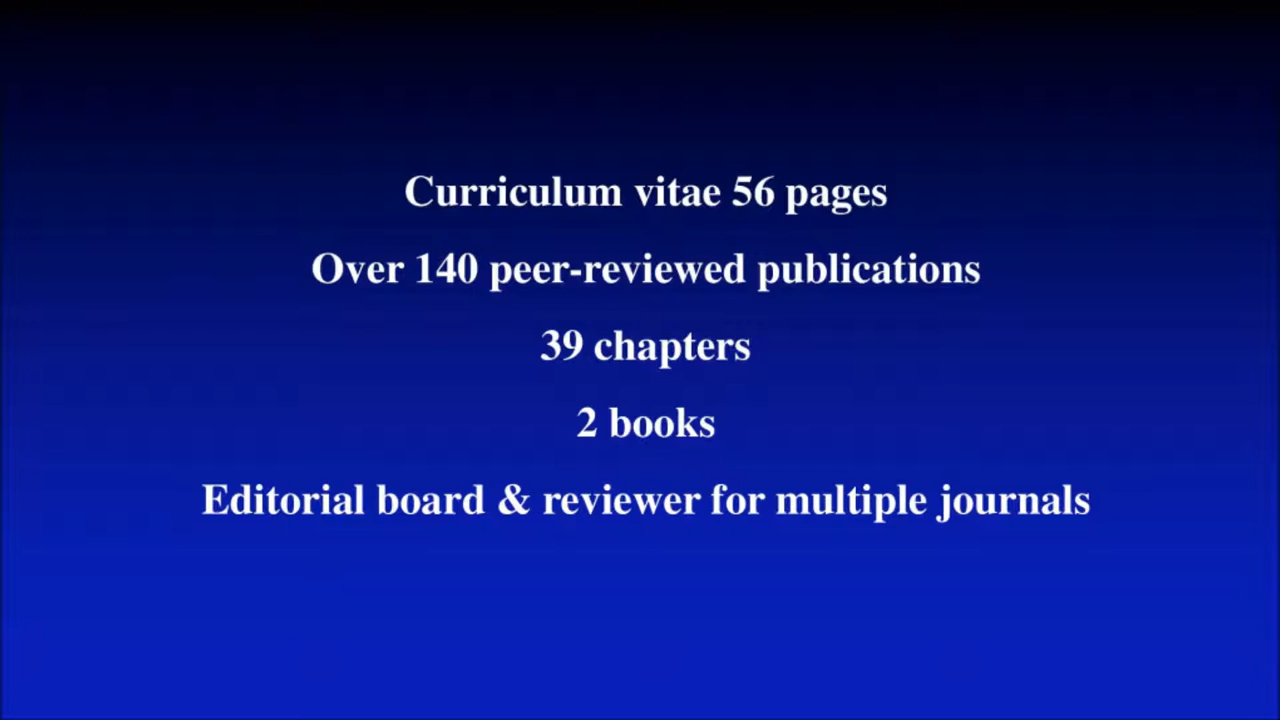 Curriculum vitae 56 pages
Over 140 peer-reviewed publications
39 chapters
2 books
Editorial board & reviewer for multiple journals